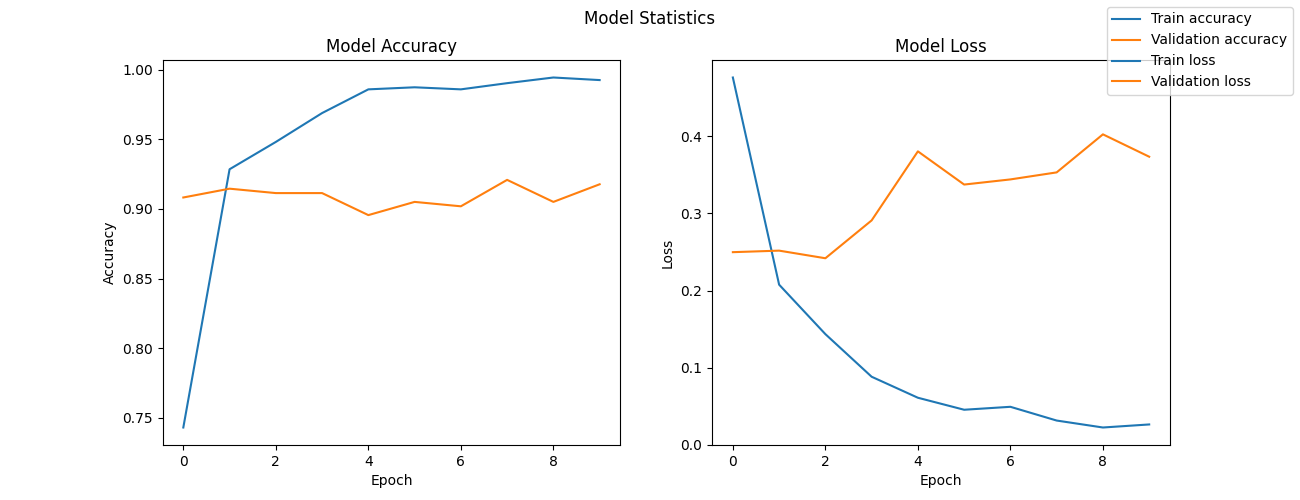 Model Statistics
Model Accuracy
1.00
0.95
0.90
0.85
0.80
0.75
Accuracy
0 2 4 6 8
Epoch
Model Loss
0.4
0.3
0.2
0.1
0.0
Loss
0 2 4 6 8
Epoch
Train accuracy
Validation accuracy
Train loss
Validation loss